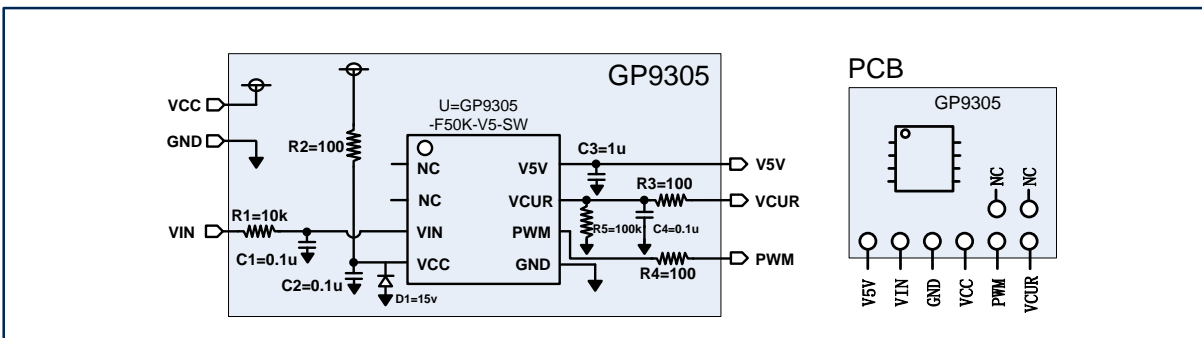 GP9305
VCC
GND
VIN
R1=10k
C1=0.1u
R2=100
C2=0.1u
D1=15v
U=GP9305
-F50K-V5-SW
NC
NC
VIN
VCC
V5V
VCUR
PWM
GND
C3=1u
R3=100
R5=100k
C4=0.1u
R4=100
V5V
VCUR
PWM
PCB
GP9305
NC
NC
V5V
VIN
GND
VCC
PWM
VCUR